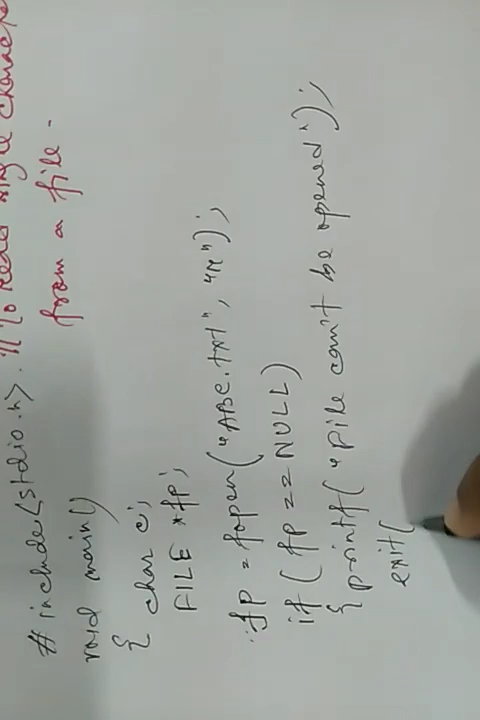 #include<stdio.h> // To read single characte
from a file.
void main()
{ char c;
FILE *fp;
fp = fopen("ABC.txt", "r");
if ( fp == NULL)
{ printf( "File can't be opened");
exit(